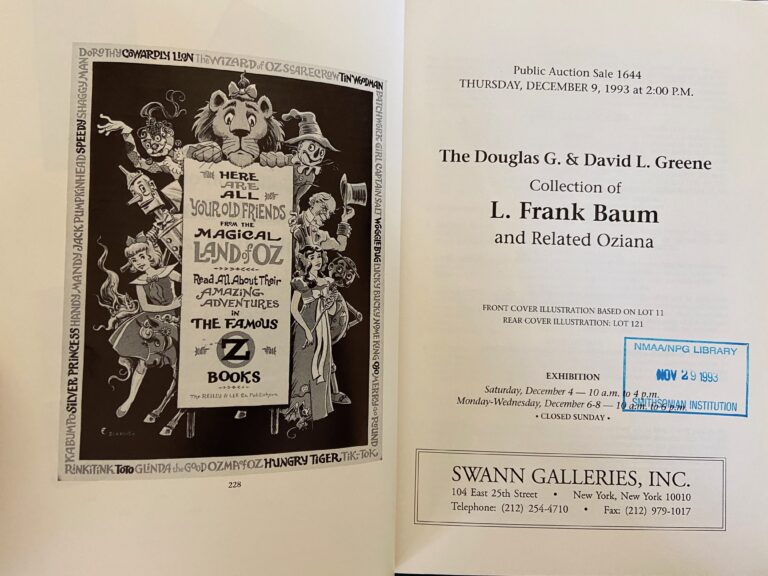 DOROTHY COWARDLY LION The WIZARD of OZ SCARECROW TIN WOODMAN
PATCHWORK GIRL CAPTAIN SALT WOGGLEBUG DUCKY BUCKY NOME KING OJO
KABUMPO SILVER PRINCESS HANDY MANDY JACK PUMPKINHEAD SPEEDY SHAGGY MAN
HERE
ARE
ALL
YOUR OLD FRIENDS
FROM THE
MAGICAL
LAND of OZ
Read All About Their
AMAZING
ADVENTURES
IN
THE FAMOUS
OZ
BOOKS
The REILLY & LEE Co. Publishers
RINKITINK TOTO GLINDA the GOOD OZMA of OZ HUNGRY TIGER TIK-TOK
228
Public Auction Sale 1644
THURSDAY, DECEMBER 9, 1993 at 2:00 P.M.
The Douglas G. & David L. Greene
Collection of
L. Frank Baum
and Related Oziana
FRONT COVER ILLUSTRATION BASED ON LOT 11
REAR COVER ILLUSTRATION: LOT 121
NMAA/NPG LIBRARY
NOV 29 1993
SMITHSONIAN INSTITUTION
EXHIBITION
Saturday, December 4 — 10 a.m. to 4 p.m.
Monday-Wednesday, December 6-8 — 10 a.m. to 6 p.m.
• CLOSED SUNDAY •
SWANN GALLERIES, INC.
104 East 25th Street • New York, New York 10010
Telephone: (212) 254-4710 • Fax: (212) 979-1017